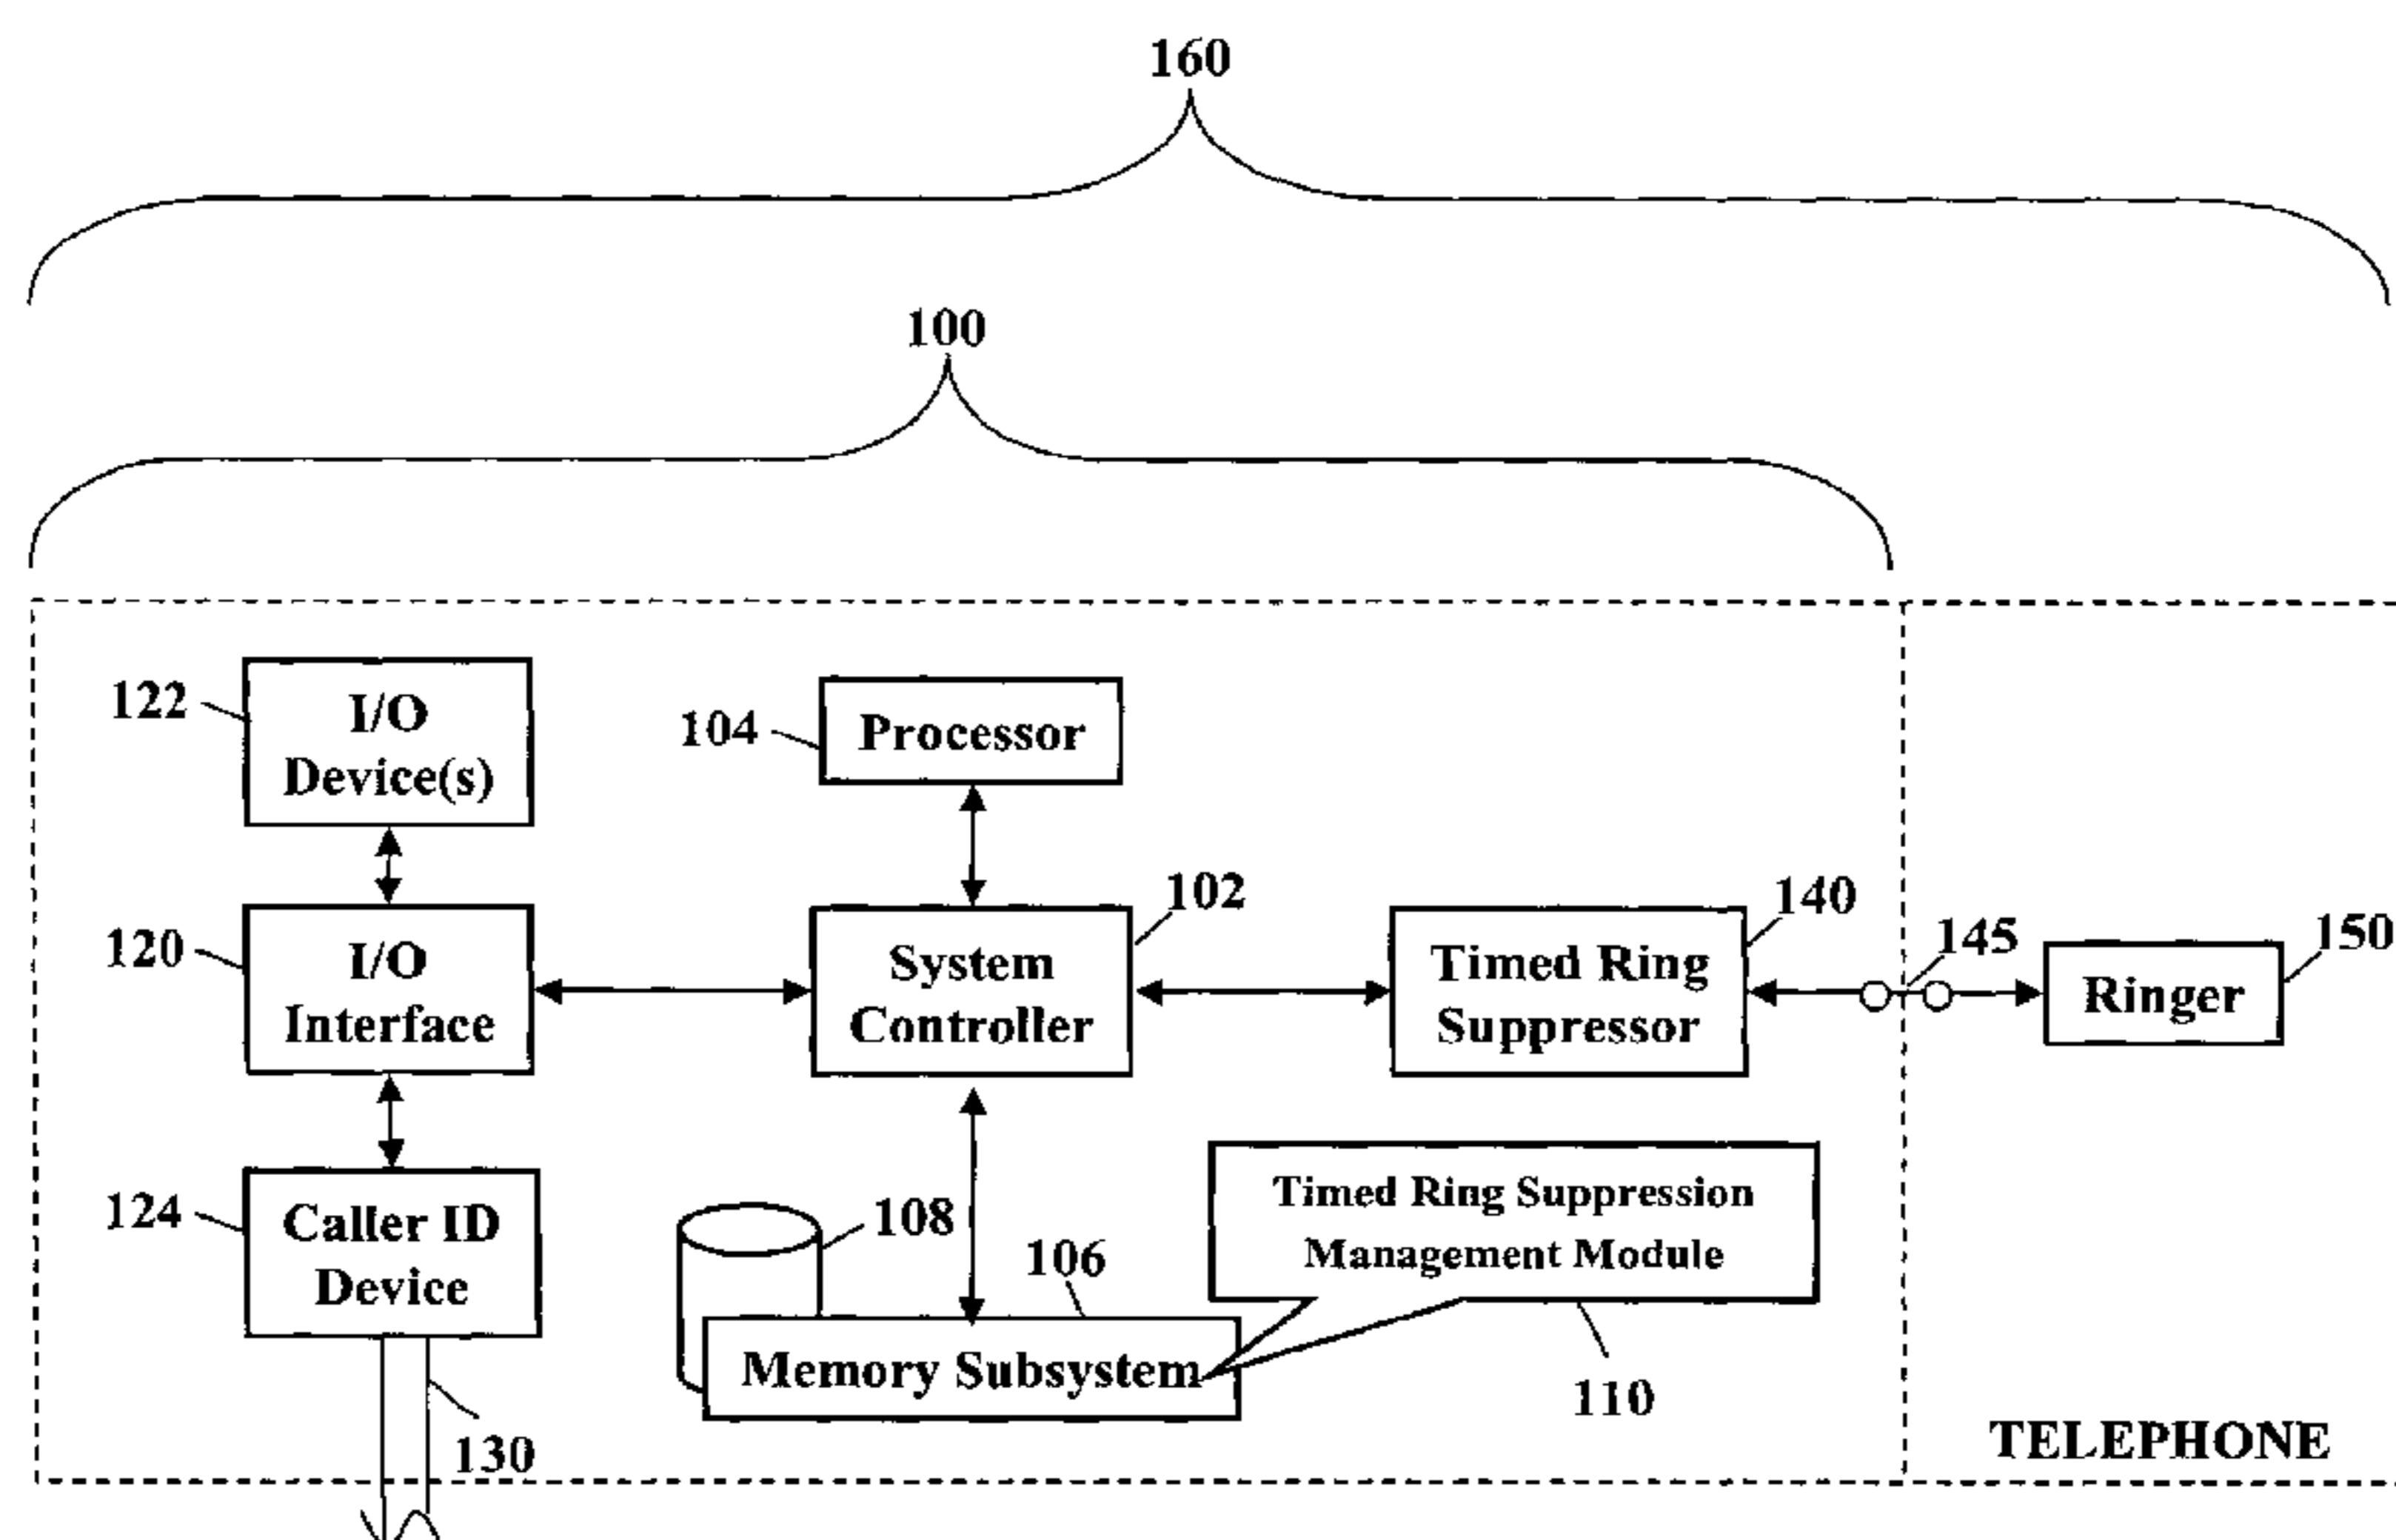 160
100
122
I/O
Device(s)
104
Processor
120
I/O
Interface
102
System
Controller
140
Timed Ring
Suppressor
145
150
Ringer
124
Caller ID
Device
130
108
106
Memory Subsystem
Timed Ring Suppression
Management Module
110
TELEPHONE